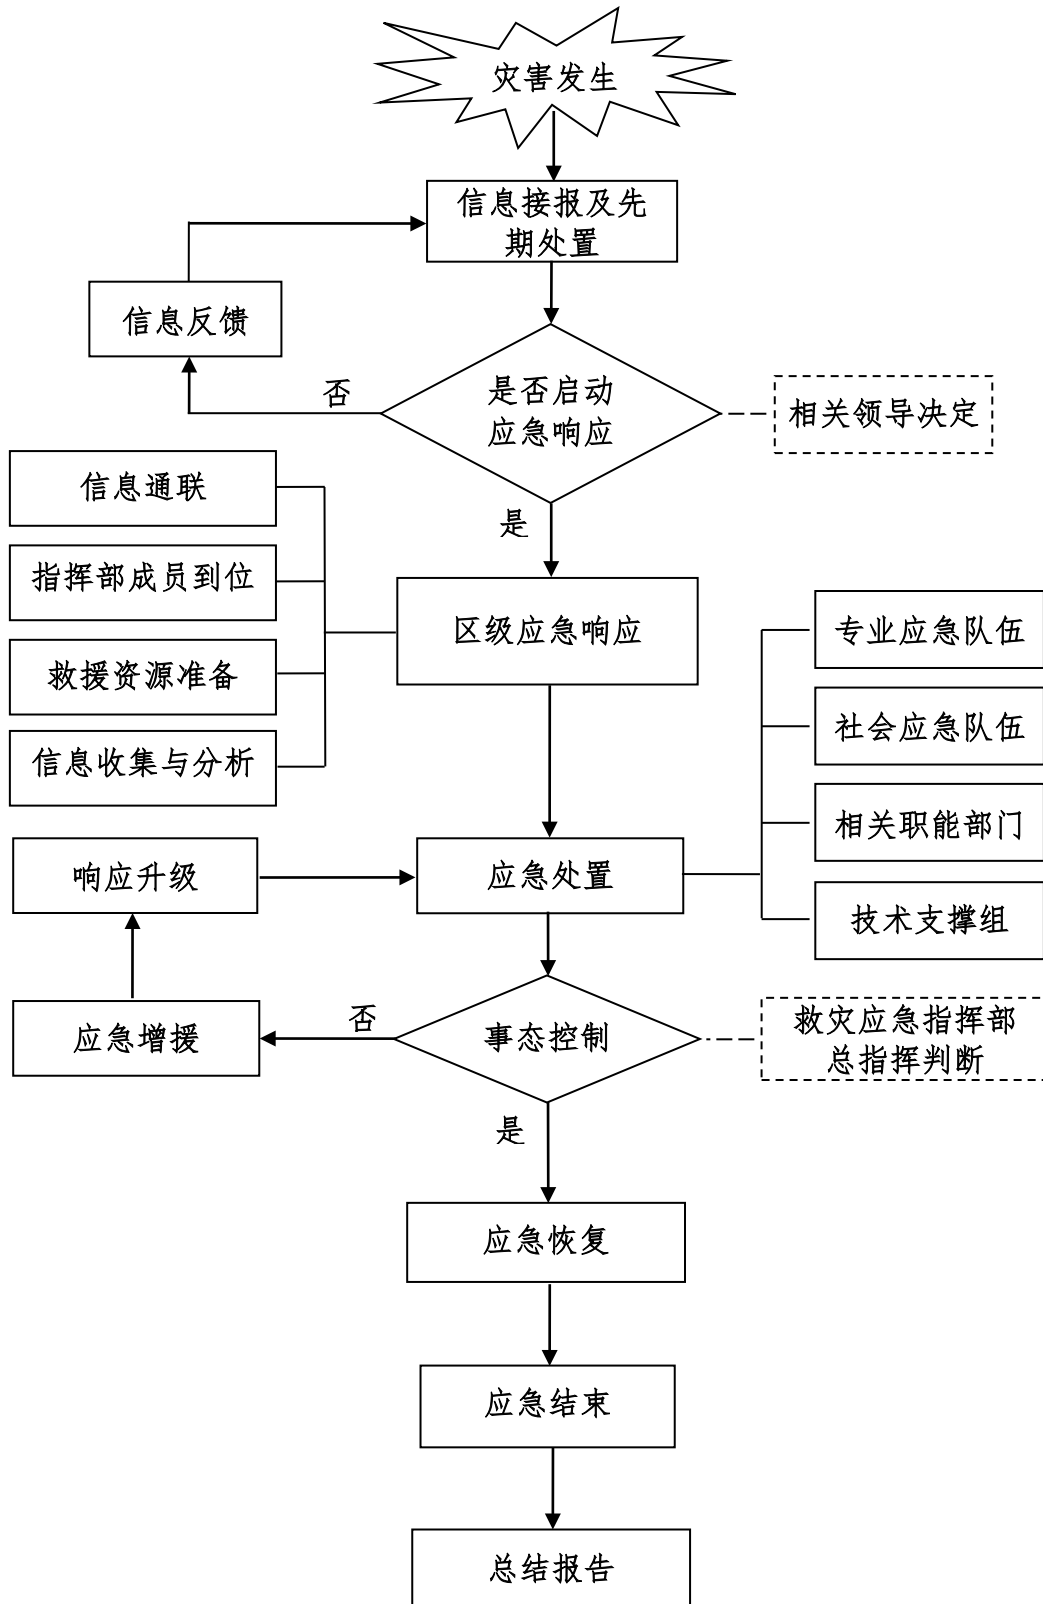 灾害发生
信息接报及先
期处置
信息反馈
否
是否启动
应急响应
相关领导决定
信息通联
是
指挥部成员到位
区级应急响应
专业应急队伍
救援资源准备
社会应急队伍
信息收集与分析
相关职能部门
响应升级
应急处置
技术支撑组
否
应急增援
事态控制
救灾应急指挥部
总指挥判断
是
应急恢复
应急结束
总结报告